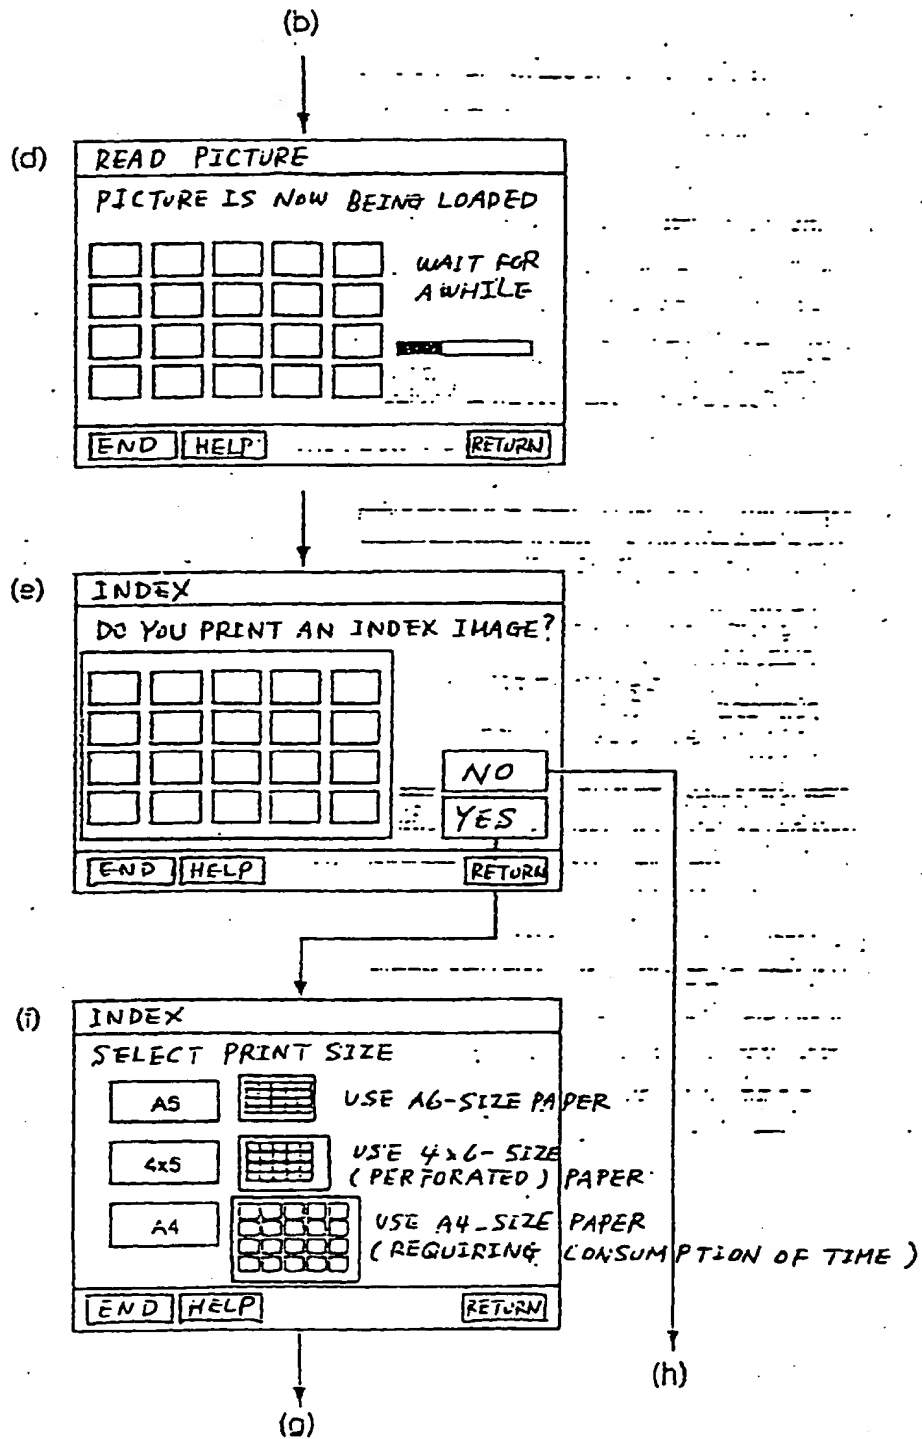 (b)
(d)
READ PICTURE
PICTURE IS NOW BEING LOADED
WAIT FOR
A WHILE
END HELP RETURN
(e)
INDEX
DO YOU PRINT AN INDEX IMAGE?
NO
YES
END HELP RETURN
(i)
INDEX
SELECT PRINT SIZE
A5 USE A6-SIZE PAPER
4x5 USE 4x6-SIZE
(PERFORATED) PAPER
A4 USE A4-SIZE PAPER
(REQUIRING CONSUMPTION OF TIME)
END HELP RETURN
(h)
(g)